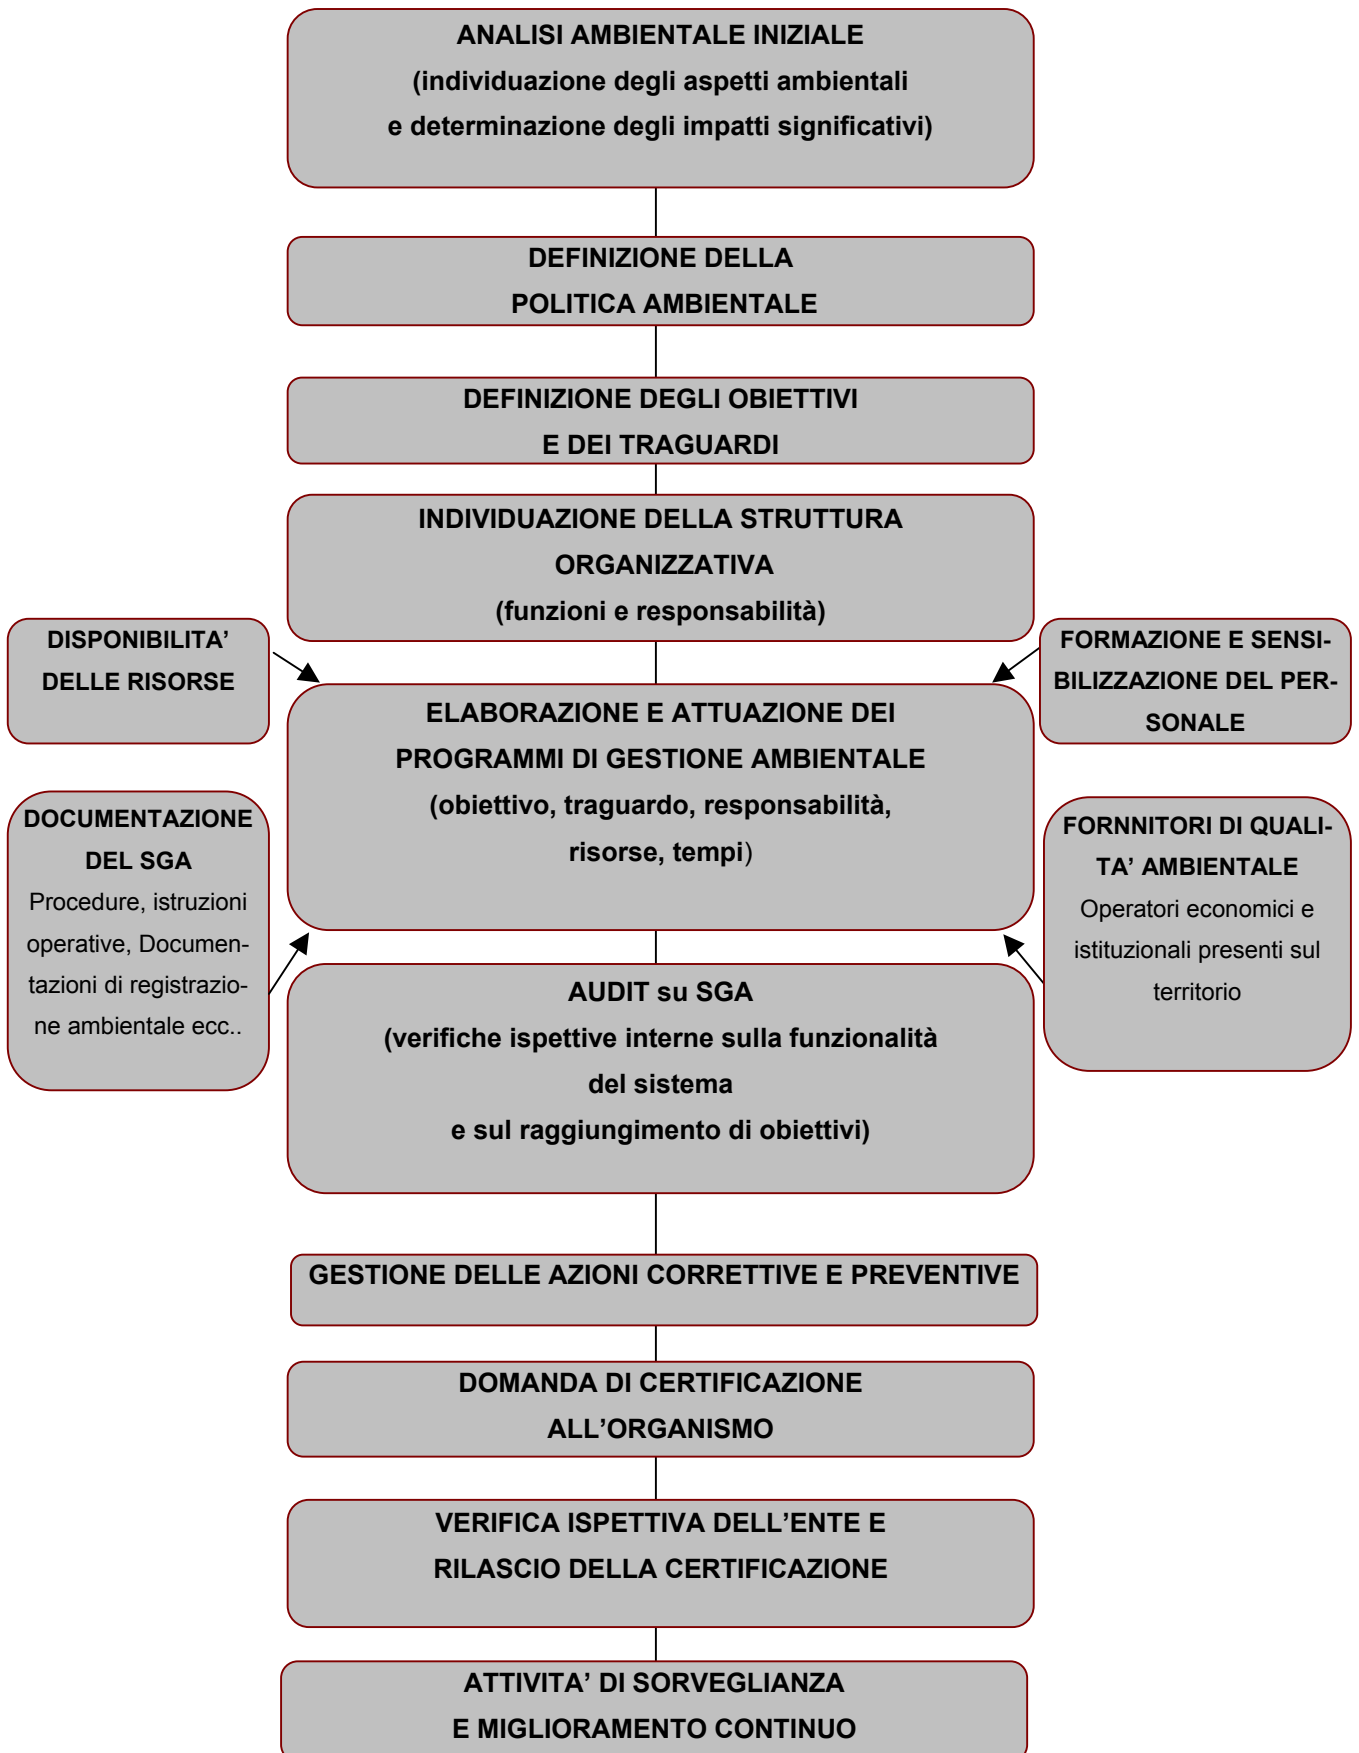 ANALISI AMBIENTALE INIZIALE
(individuazione degli aspetti ambientali
e determinazione degli impatti significativi)
DEFINIZIONE DELLA
POLITICA AMBIENTALE
DEFINIZIONE DEGLI OBIETTIVI
E DEI TRAGUARDI
INDIVIDUAZIONE DELLA STRUTTURA
ORGANIZZATIVA
(funzioni e responsabilità)
DISPONIBILITA’
DELLE RISORSE
FORMAZIONE E SENSI-
BILIZZAZIONE DEL PER-
SONALE
ELABORAZIONE E ATTUAZIONE DEI
PROGRAMMI DI GESTIONE AMBIENTALE
(obiettivo, traguardo, responsabilità,
risorse, tempi)
DOCUMENTAZIONE
DEL SGA
Procedure, istruzioni
operative, Documen-
tazioni di registrazio-
ne ambientale ecc..
FORNNITORI DI QUALI-
TA’ AMBIENTALE
Operatori economici e
istituzionali presenti sul
territorio
AUDIT su SGA
(verifiche ispettive interne sulla funzionalità
del sistema
e sul raggiungimento di obiettivi)
GESTIONE DELLE AZIONI CORRETTIVE E PREVENTIVE
DOMANDA DI CERTIFICAZIONE
ALL’ORGANISMO
VERIFICA ISPETTIVA DELL’ENTE E
RILASCIO DELLA CERTIFICAZIONE
ATTIVITA’ DI SORVEGLIANZA
E MIGLIORAMENTO CONTINUO